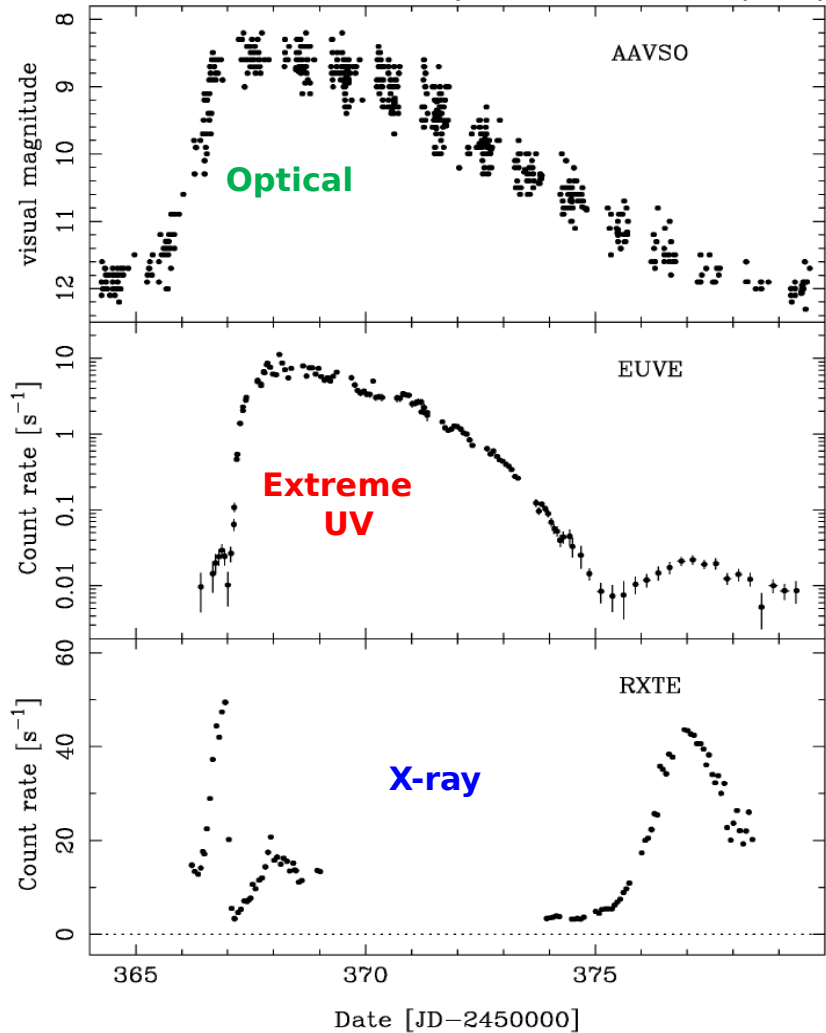 8
9
10
11
12
visual magnitude
AAVSO
Optical
10
1
0.1
0.01
Count rate [s⁻¹]
EUVE
Extreme
UV
60
40
20
0
Count rate [s⁻¹]
RXTE
X-ray
365
370
375
Date [JD−2450000]